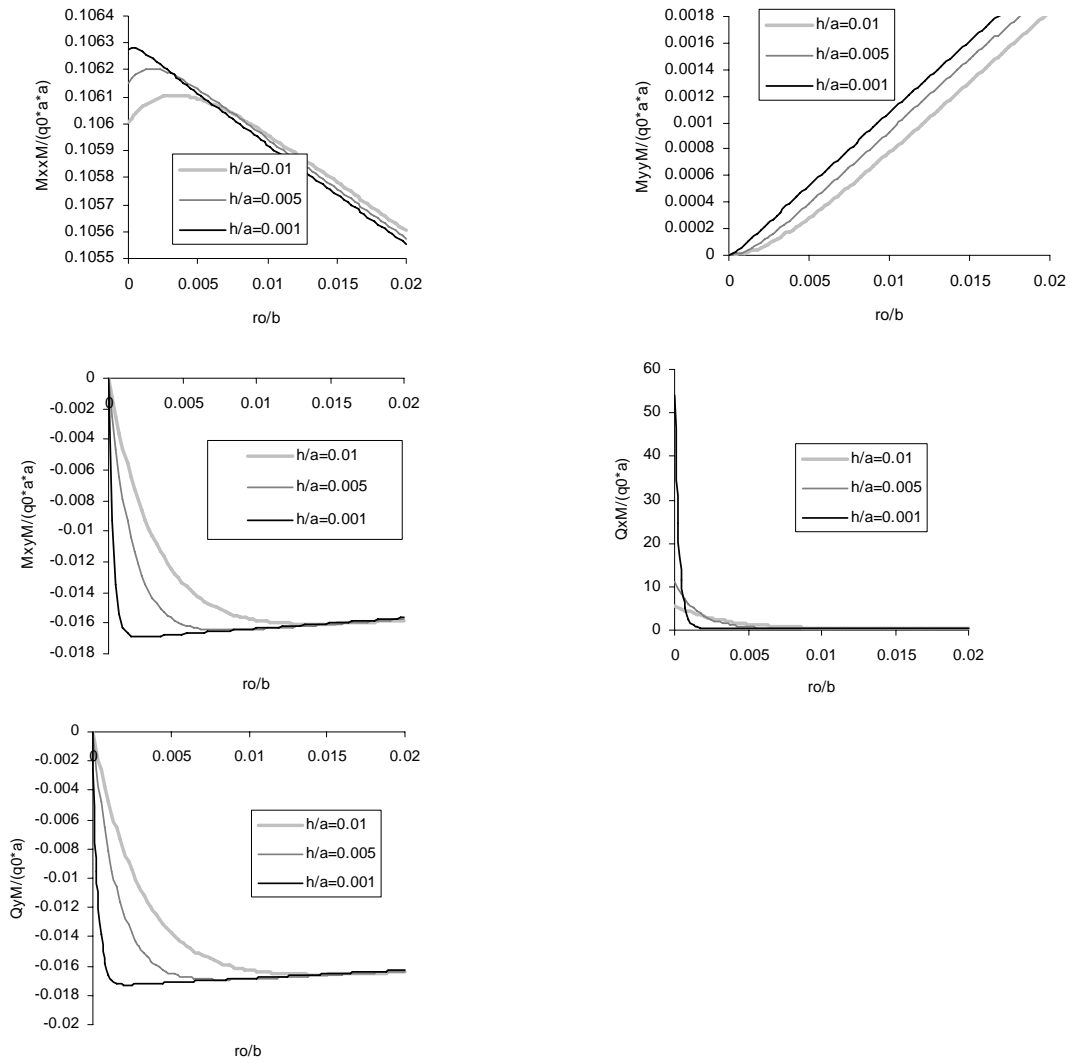 MxxM/(q0*a*a)
0.1064
0.1063
0.1062
0.1061
0.106
0.1059
0.1058
0.1057
0.1056
0.1055
0
0.005
0.01
0.015
0.02
ro/b
h/a=0.01
h/a=0.005
h/a=0.001
MyyM/(q0*a*a)
0.0018
0.0016
0.0014
0.0012
0.001
0.0008
0.0006
0.0004
0.0002
0
0
0.005
0.01
0.015
0.02
ro/b
h/a=0.01
h/a=0.005
h/a=0.001
MxyM/(q0*a*a)
0
-0.002
-0.004
-0.006
-0.008
-0.01
-0.012
-0.014
-0.016
-0.018
0
0.005
0.01
0.015
0.02
ro/b
h/a=0.01
h/a=0.005
h/a=0.001
QxM/(q0*a)
60
50
40
30
20
10
0
0
0.005
0.01
0.015
0.02
ro/b
h/a=0.01
h/a=0.005
h/a=0.001
QyM/(q0*a)
0
-0.002
-0.004
-0.006
-0.008
-0.01
-0.012
-0.014
-0.016
-0.018
-0.02
0
0.005
0.01
0.015
0.02
ro/b
h/a=0.01
h/a=0.005
h/a=0.001